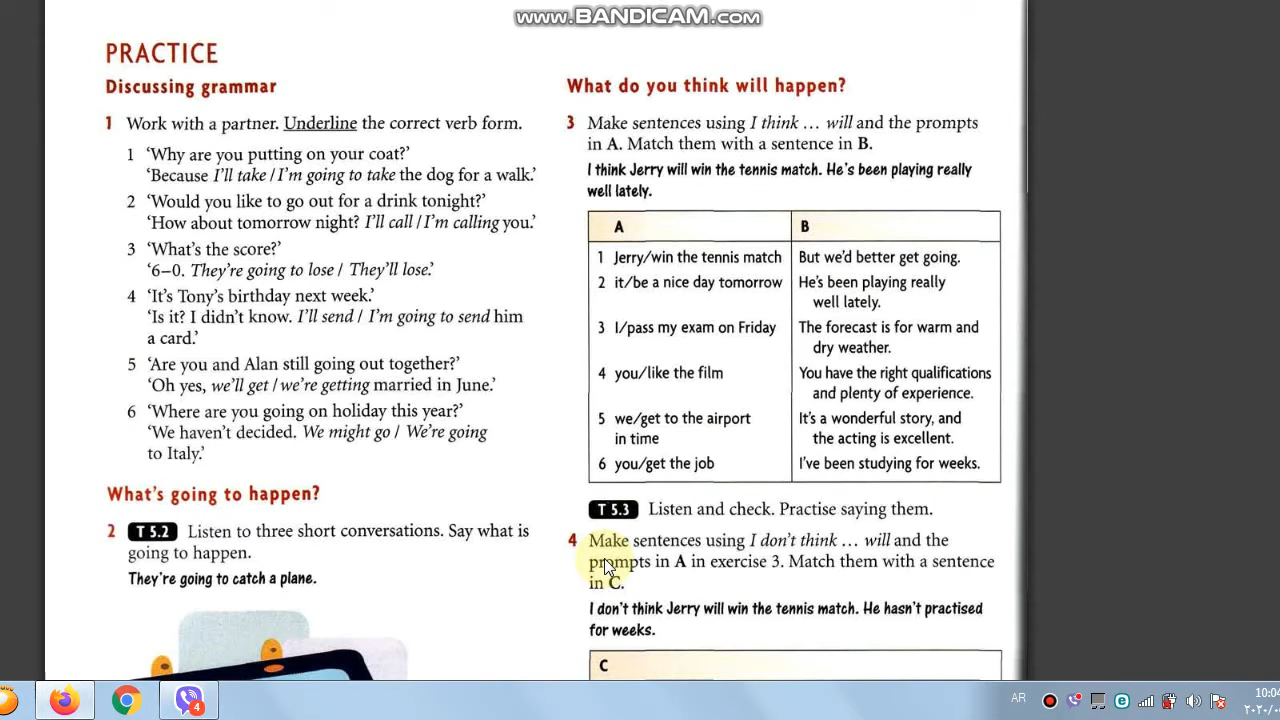 www.BANDICAM.com
PRACTICE
Discussing grammar
1 Work with a partner. Underline the correct verb form.
1 ‘Why are you putting on your coat?’
‘Because I’ll take / I’m going to take the dog for a walk.’
2 ‘Would you like to go out for a drink tonight?’
‘How about tomorrow night? I’ll call / I’m calling you.’
3 ‘What’s the score?’
‘6–0. They’re going to lose / They’ll lose.’
4 ‘It’s Tony’s birthday next week.’
‘Is it? I didn’t know. I’ll send / I’m going to send him
a card.’
5 ‘Are you and Alan still going out together?’
‘Oh yes, we’ll get / we’re getting married in June.’
6 ‘Where are you going on holiday this year?’
‘We haven’t decided. We might go / We’re going
to Italy.’
What’s going to happen?
2 T 5.2 Listen to three short conversations. Say what is
going to happen.
They’re going to catch a plane.
What do you think will happen?
3 Make sentences using I think … will and the prompts
in A. Match them with a sentence in B.
I think Jerry will win the tennis match. He’s been playing really
well lately.
A B
1 Jerry/win the tennis match But we’d better get going.
2 it/be a nice day tomorrow He’s been playing really
well lately.
3 I/pass my exam on Friday The forecast is for warm and
dry weather.
4 you/like the film You have the right qualifications
and plenty of experience.
5 we/get to the airport It’s a wonderful story, and
in time the acting is excellent.
6 you/get the job I’ve been studying for weeks.
T 5.3 Listen and check. Practise saying them.
4 Make sentences using I don’t think … will and the
prompts in A in exercise 3. Match them with a sentence
in C.
I don’t think Jerry will win the tennis match. He hasn’t practised
for weeks.
C
4
AR
10:04